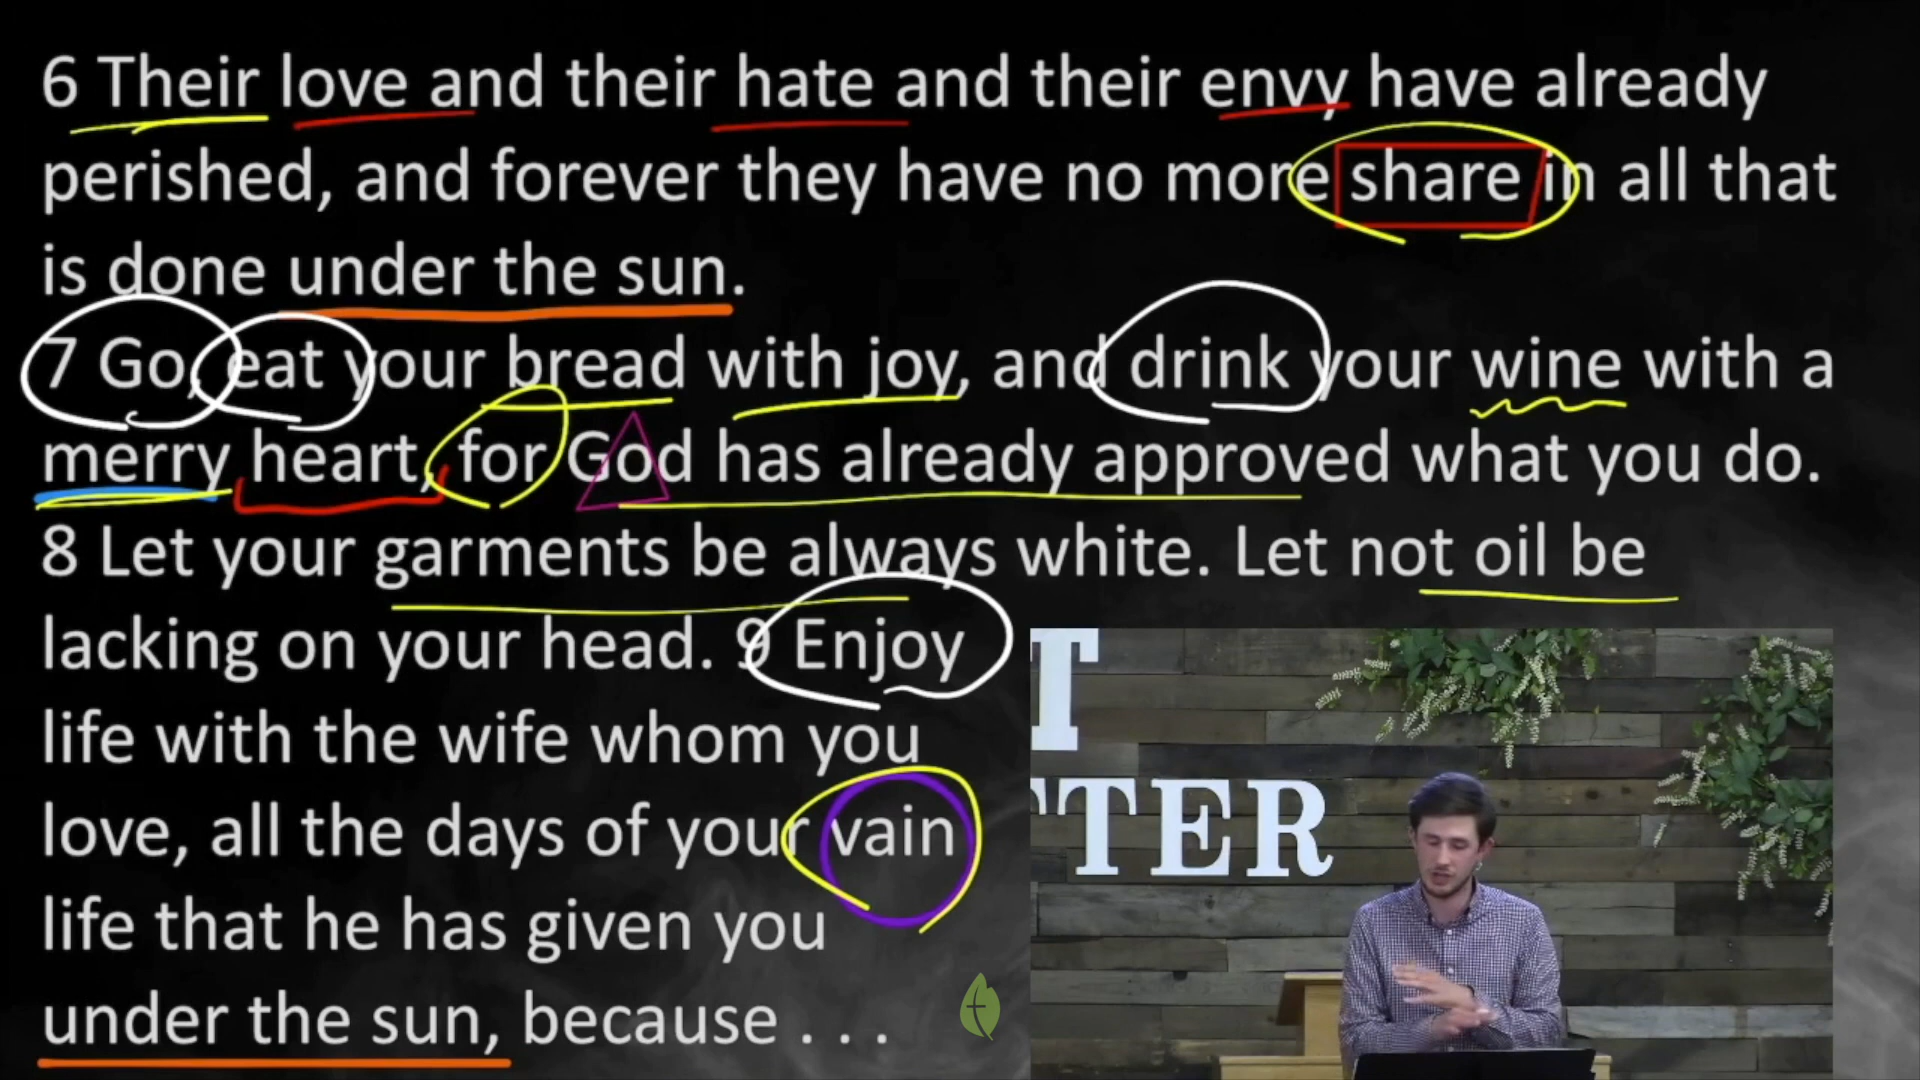 6 Their love and their hate and their envy have already
perished, and forever they have no more share in all that
is done under the sun.
7 Go, eat your bread with joy, and drink your wine with a
merry heart, for God has already approved what you do.
8 Let your garments be always white. Let not oil be
lacking on your head. 9 Enjoy
life with the wife whom you
love, all the days of your vain
life that he has given you
under the sun, because . . .
T
TTER